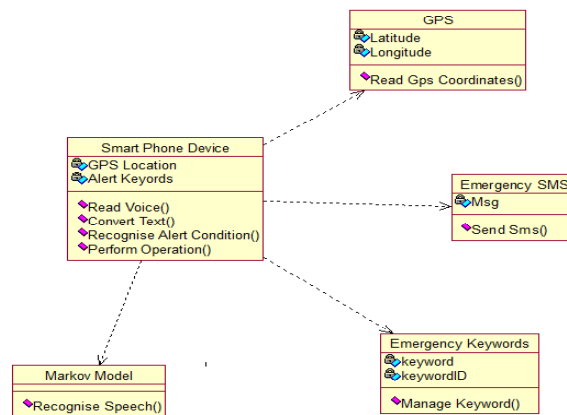 GPS
Latitude
Longitude
Read Gps Coordinates()
Smart Phone Device
GPS Location
Alert Keyords
Read Voice()
Convert Text()
Recognise Alert Condition()
Perform Operation()
Emergency SMS
Msg
Send Sms()
Emergency Keywords
keyword
keywordID
Manage Keyword()
Markov Model
Recognise Speech()